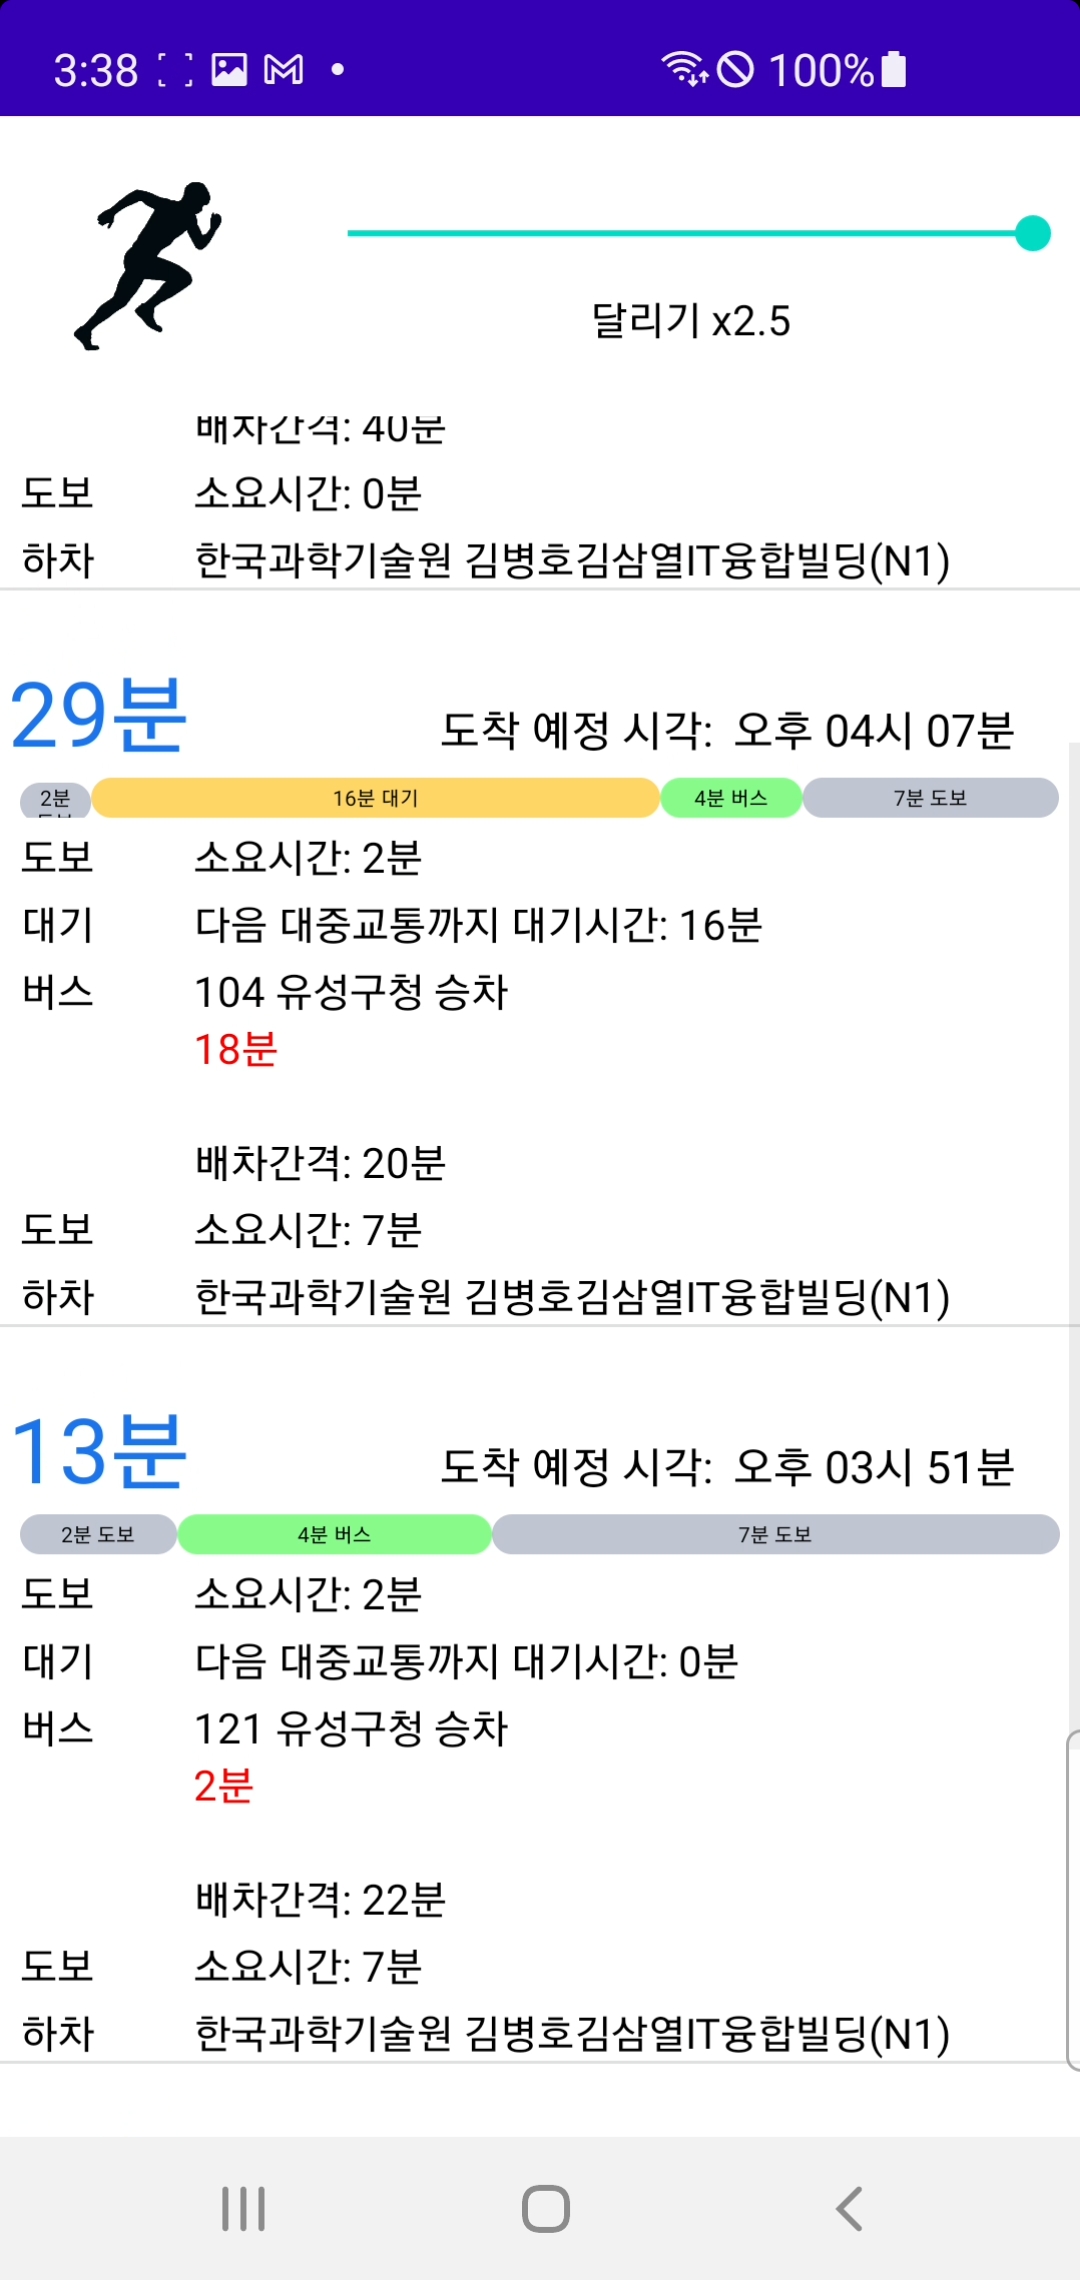 3:38
100%
달리기 x2.5
배차간격: 40분
도보 소요시간: 0분
하차 한국과학기술원 김병호김삼열IT융합빌딩(N1)
29분 도착 예정 시각: 오후 04시 07분
2분 16분 대기 4분 버스 7분 도보
도보 소요시간: 2분
대기 다음 대중교통까지 대기시간: 16분
버스 104 유성구청 승차
18분
배차간격: 20분
도보 소요시간: 7분
하차 한국과학기술원 김병호김삼열IT융합빌딩(N1)
13분 도착 예정 시각: 오후 03시 51분
2분 도보 4분 버스 7분 도보
도보 소요시간: 2분
대기 다음 대중교통까지 대기시간: 0분
버스 121 유성구청 승차
2분
배차간격: 22분
도보 소요시간: 7분
하차 한국과학기술원 김병호김삼열IT융합빌딩(N1)